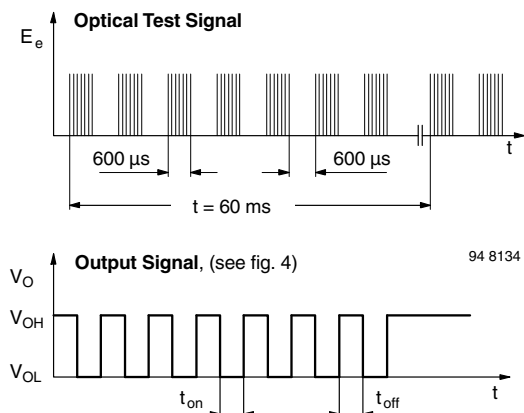 Optical Test Signal
E e
600 µs
600 µs
t
t = 60 ms
Output Signal, (see fig. 4)
94 8134
V O
V OH
V OL
t on
t off
t